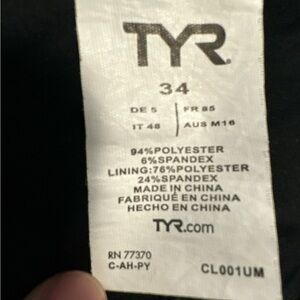 TYR
34
DE 5 | FR 85
IT 48 | AUS M16
94%POLYESTER
6%SPANDEX
LINING:76%POLYESTER
24%SPANDEX
MADE IN CHINA
FABRIQUÉ EN CHINA
HECHO EN CHINA
TYR.com
RN 77370
C-AH-PY
CL001UM